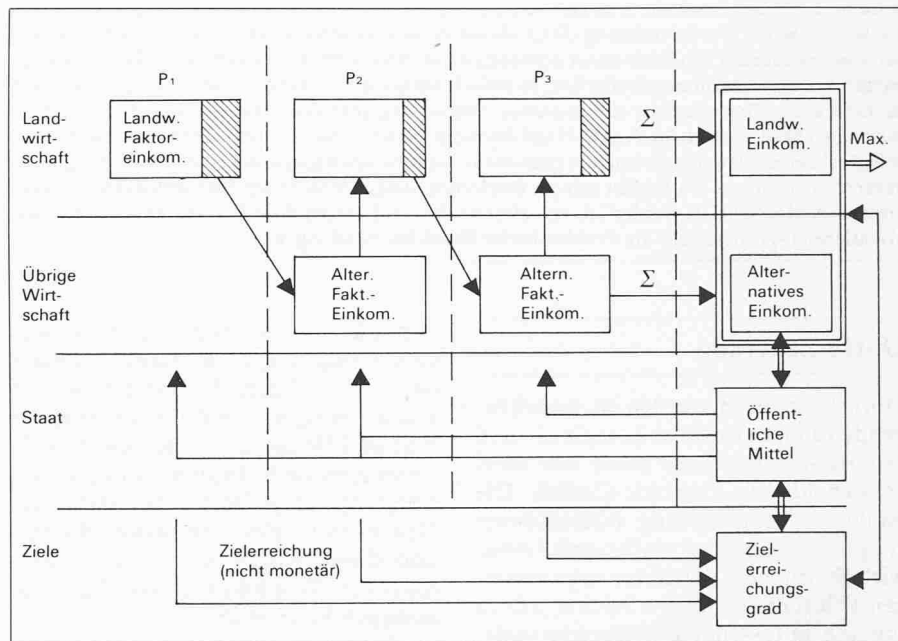 P₁
P₂
P₃
Land-
wirt-
schaft
Landw.
Faktor-
einkom.
Σ
Landw.
Einkom.
Max.
Übrige
Wirt-
schaft
Alter.
Fakt.-
Einkom.
Altern.
Fakt.-
Einkom.
Σ
Alter-
natives
Einkom.
Staat
Öffent-
liche
Mittel
Ziele
Zielerreichung
(nicht monetär)
Ziel-
erreı-
chungs-
grad